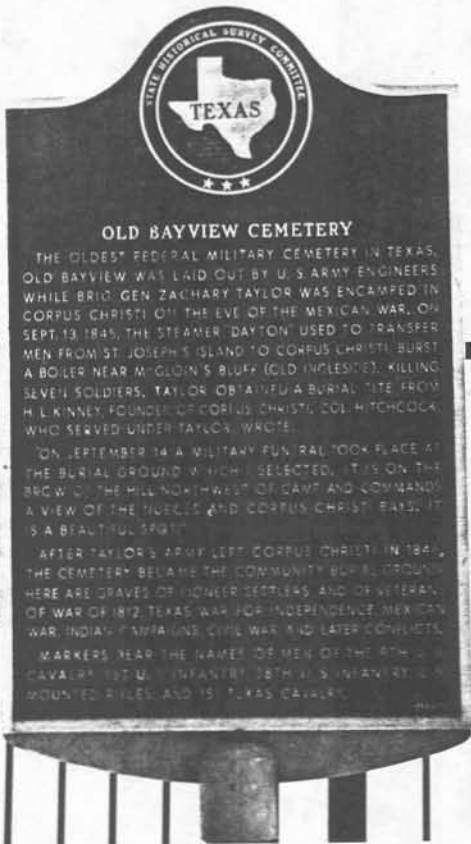 STATE HISTORICAL SURVEY COMMITTEE
TEXAS
OLD BAYVIEW CEMETERY
THE OLDEST FEDERAL MILITARY CEMETERY IN TEXAS,
OLD BAYVIEW WAS LAID OUT BY U.S. ARMY ENGINEERS
WHILE BRIG. GEN. ZACHARY TAYLOR WAS ENCAMPED IN
CORPUS CHRISTI ON THE EVE OF THE MEXICAN WAR. ON
SEPT. 13, 1845, THE STEAMER "DAYTON" USED TO TRANSFER
MEN FROM ST. JOSEPH'S ISLAND TO CORPUS CHRISTI, BURST
A BOILER NEAR McGLOIN'S BLUFF (OLD INGLESIDE), KILLING
SEVEN SOLDIERS. TAYLOR OBTAINED A BURIAL SITE FROM
H. L. KINNEY, FOUNDER OF CORPUS CHRISTI. COL. HITCHCOCK,
WHO SERVED UNDER TAYLOR, WROTE:
"ON SEPTEMBER 14 A MILITARY FUNERAL TOOK PLACE AT
THE BURIAL GROUND WHICH I SELECTED. IT IS ON THE
BROW OF THE HILL NORTHWEST OF CAMP AND COMMANDS
A VIEW OF THE NUECES AND CORPUS CHRISTI BAYS. IT
IS A BEAUTIFUL SPOT."
AFTER TAYLOR'S ARMY LEFT CORPUS CHRISTI IN 1846,
THE CEMETERY BECAME THE COMMUNITY BURIAL GROUND.
HERE ARE GRAVES OF PIONEER SETTLERS, AND OF VETERANS
OF WAR OF 1812, TEXAS WAR FOR INDEPENDENCE, MEXICAN
WAR, INDIAN CAMPAIGNS, CIVIL WAR AND LATER CONFLICTS.
MARKERS BEAR THE NAMES OF MEN OF THE 8TH
CAVALRY, 1ST U.S. INFANTRY, 28TH U.S. INFANTRY, U.S.
MOUNTED RIFLES, AND 1ST TEXAS CAVALRY.